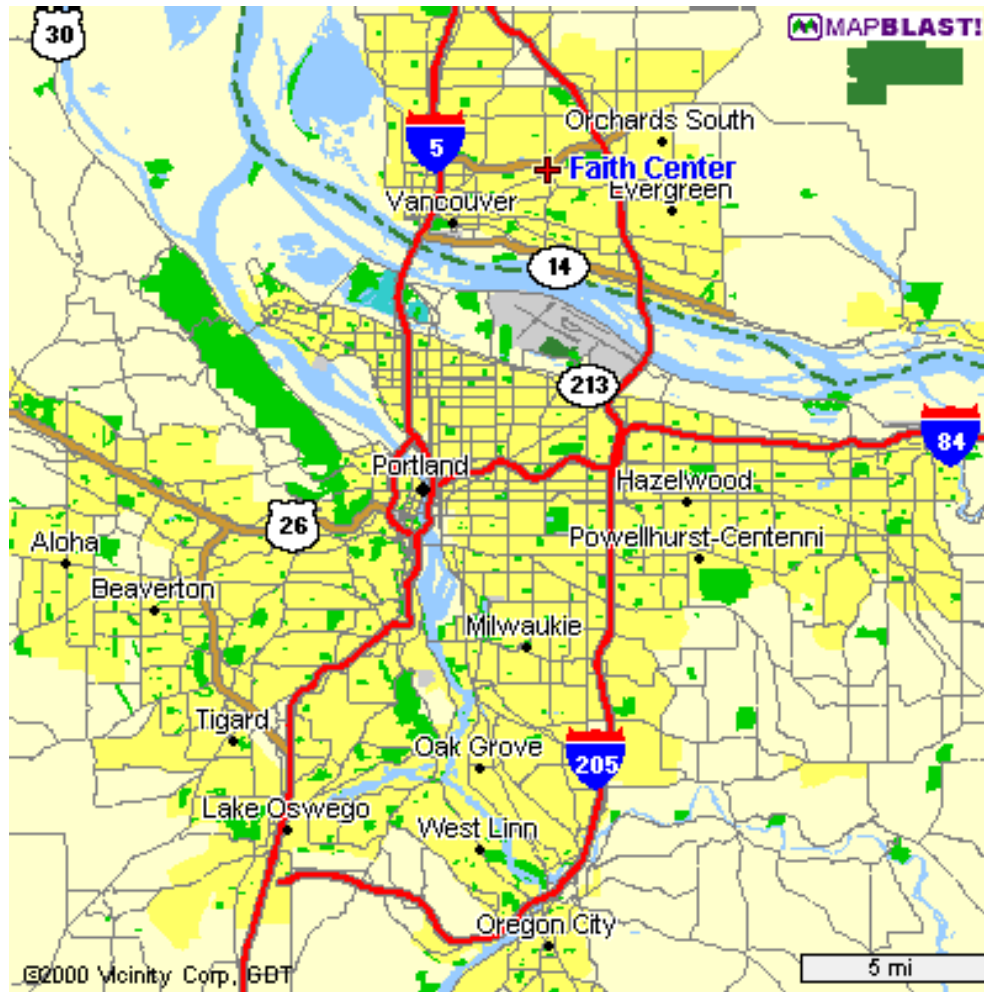 30
MAPBLAST!
Orchards South
5
Faith Center
Evergreen
Vancouver
14
213
84
Portland
Hazelwood
26
Aloha
Powellhurst-Centenni
Beaverton
Milwaukie
Tigard
Oak Grove
205
Lake Oswego
West Linn
Oregon City
©2000 Vicinity Corp, GDT
5 mi